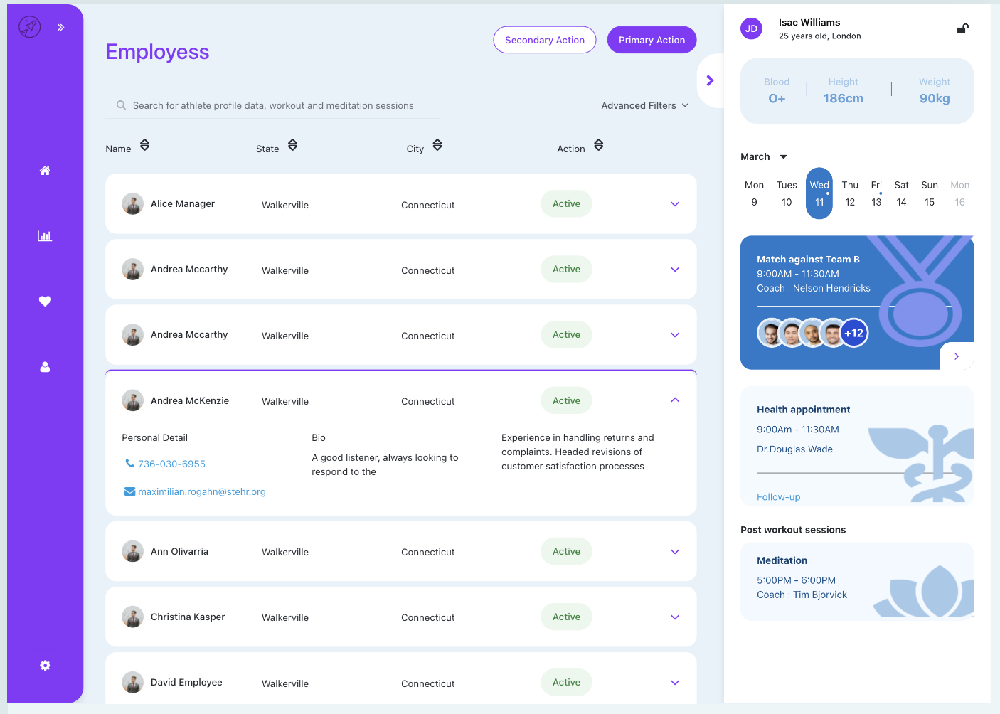 Employess
Secondary Action
Primary Action
Search for athlete profile data, workout and meditation sessions
Advanced Filters
Name State City Action
Alice Manager Walkerville Connecticut Active
Andrea Mccarthy Walkerville Connecticut Active
Andrea Mccarthy Walkerville Connecticut Active
Andrea McKenzie Walkerville Connecticut Active
Personal Detail
736-030-6955
maximilian.rogahn@stehr.org
Bio
A good listener, always looking to
respond to the
Experience in handling returns and
complaints. Headed revisions of
customer satisfaction processes
Ann Olivarria Walkerville Connecticut Active
Christina Kasper Walkerville Connecticut Active
David Employee Walkerville Connecticut Active
JD
Isac Williams
25 years old, London
Blood Height Weight
O+ 186cm 90kg
March
Mon Tues Wed Thu Fri Sat Sun Mon
9 10 11 12 13 14 15 16
Match against Team B
9:00AM - 11:30AM
Coach : Nelson Hendricks
+12
Health appointment
9:00Am - 11:30AM
Dr.Douglas Wade
Follow-up
Post workout sessions
Meditation
5:00PM - 6:00PM
Coach : Tim Bjorvick